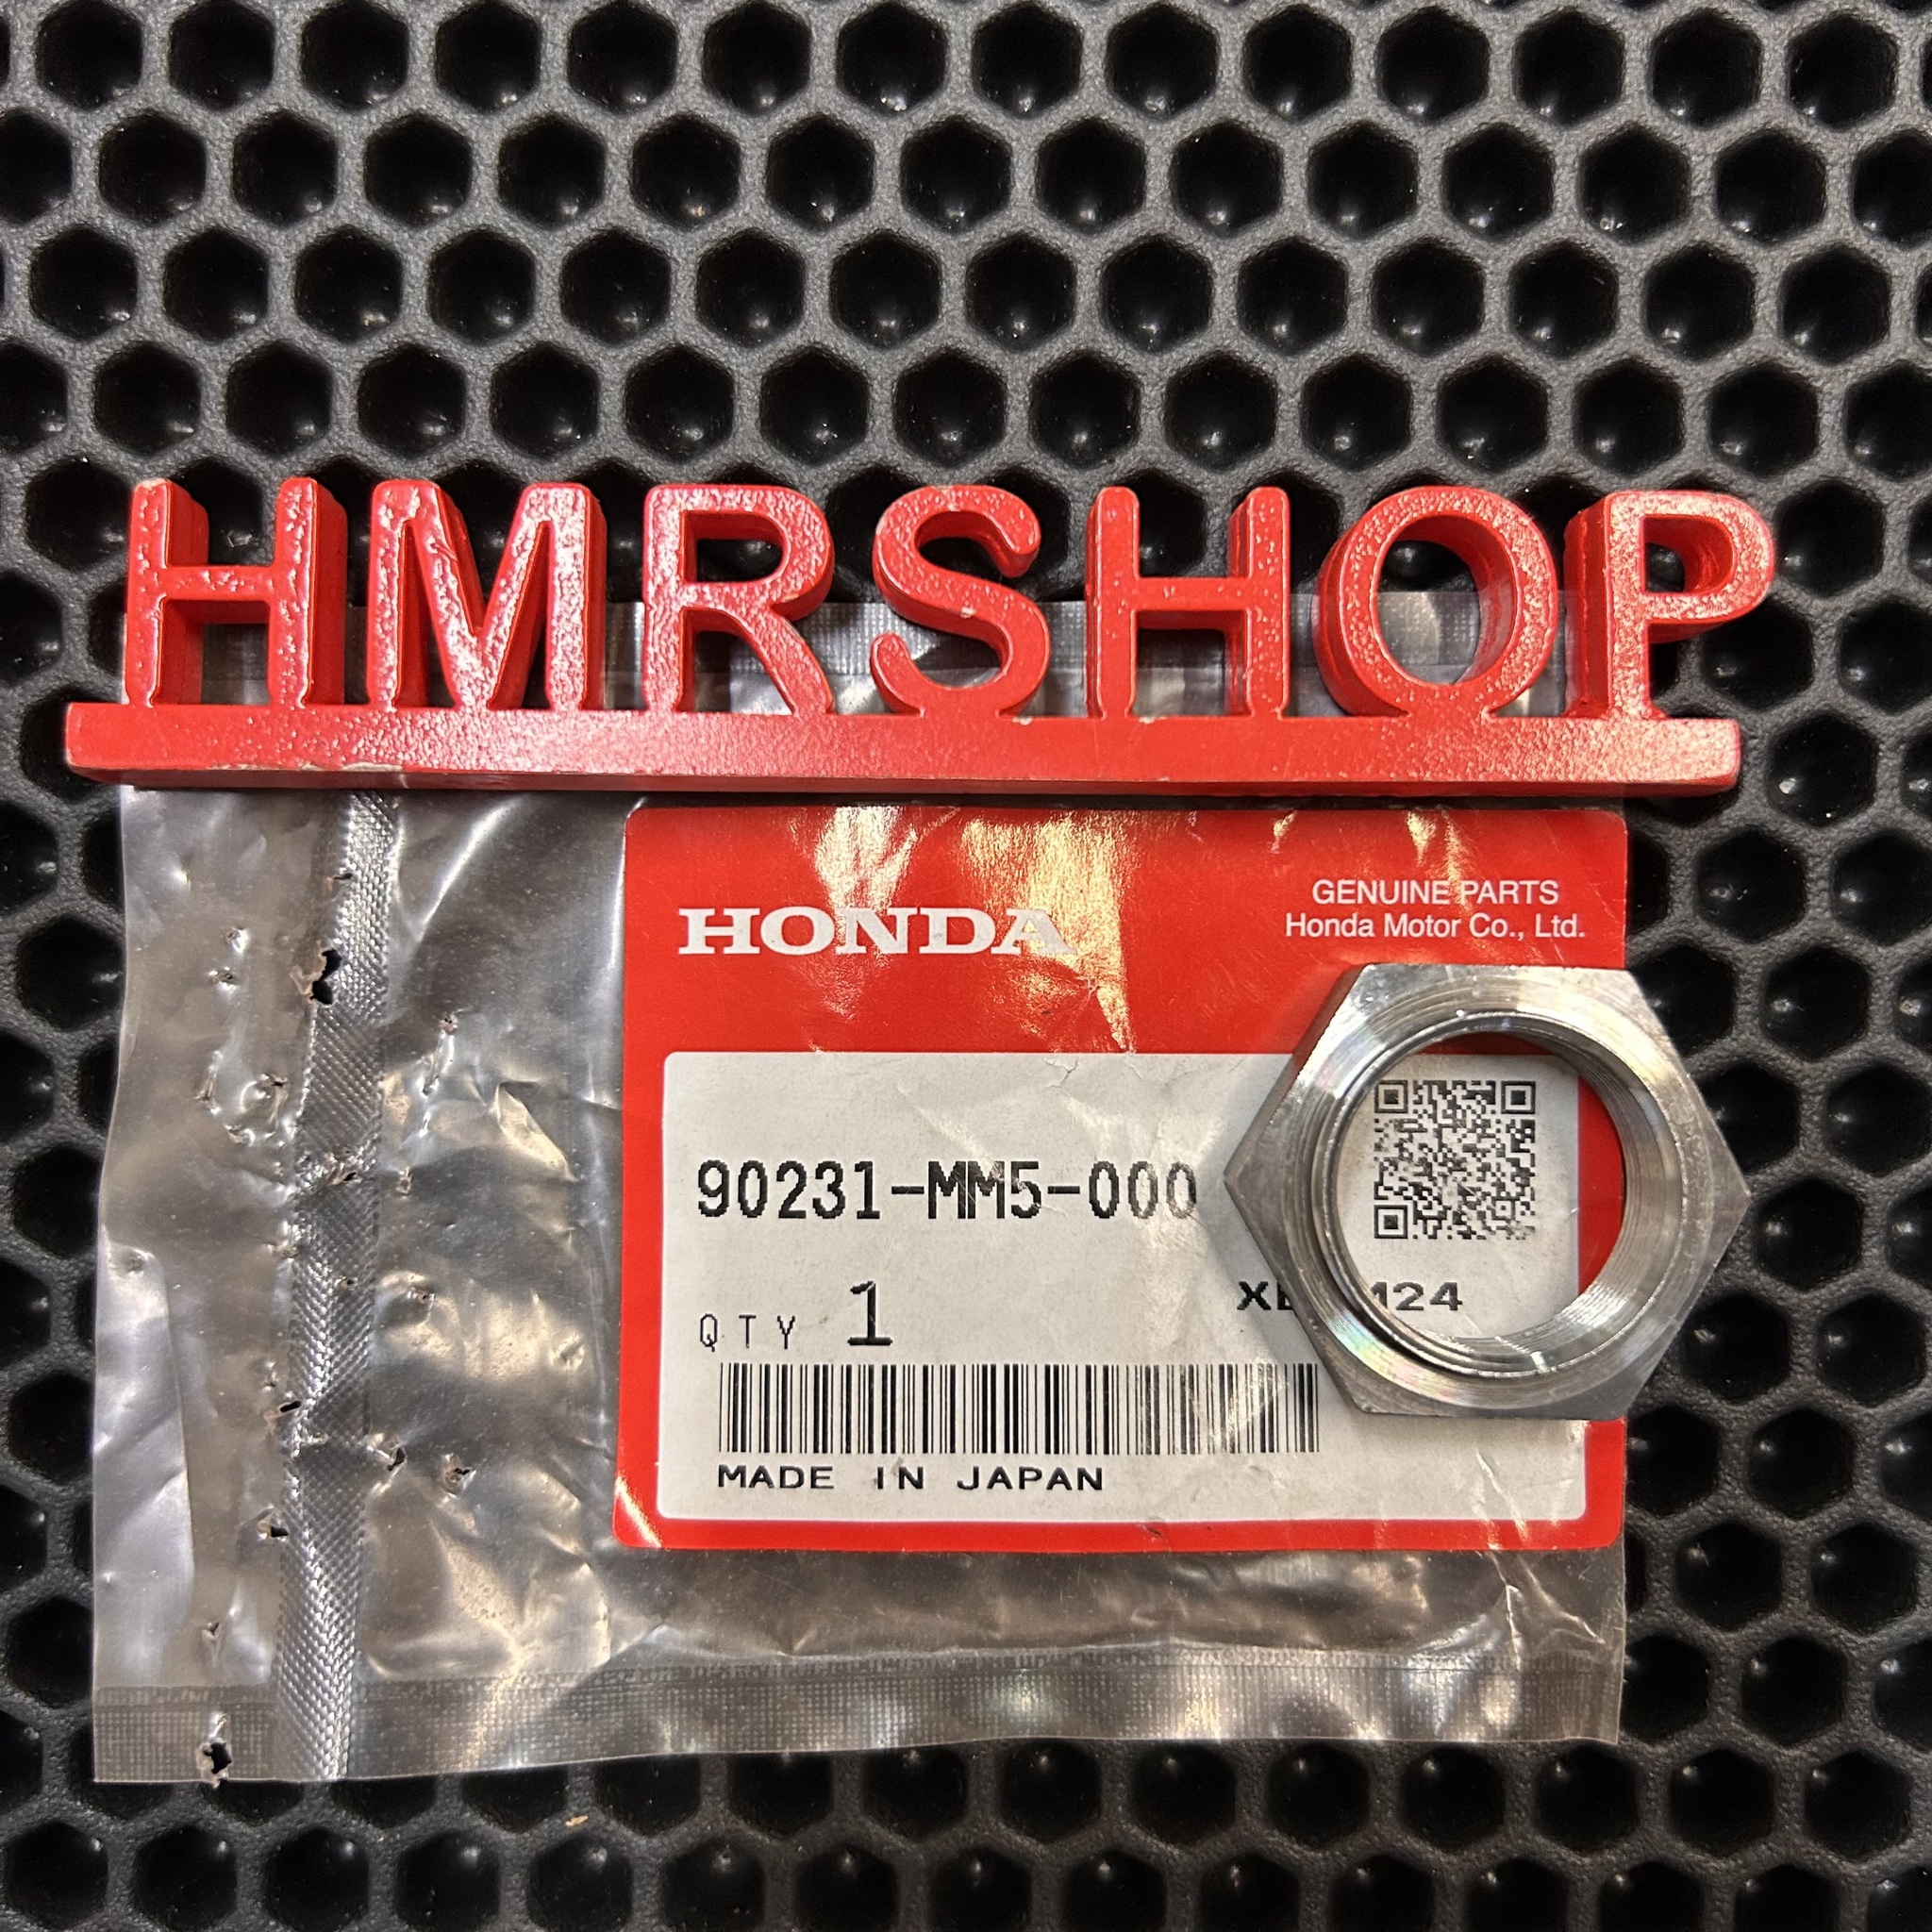 HMRSHOP
HONDA
GENUINE PARTS
Honda Motor Co., Ltd.
90231-MM5-000
QTY 1
MADE IN JAPAN